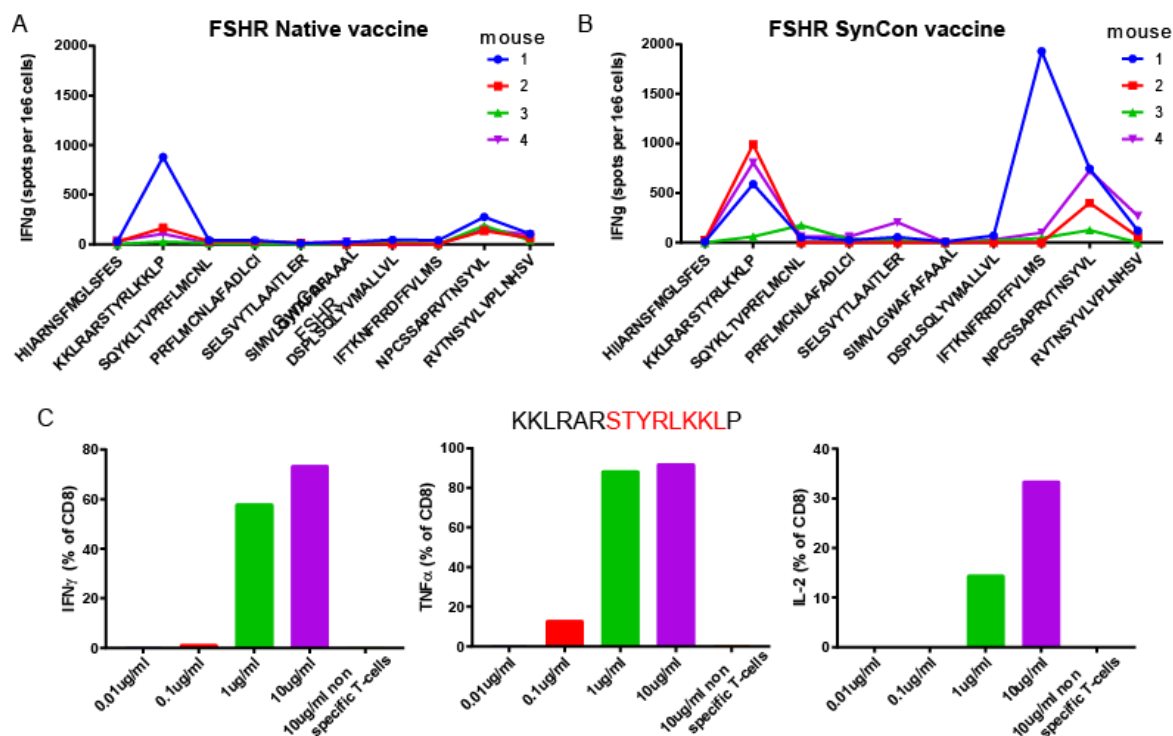 A
FSHR Native vaccine
mouse
1
2
3
4
IFNg (spots per 1e6 cells)
2000
1500
1000
500
0
HIIARNSFMGLSFES
KKLRARSTYRLKKLP
SQYKLTVPRFLMCNL
PRFLMCNLAFADLCI
SELSVYTLAAITLER
SIMVLGWAFAFAAAL
FSHR
DSPLSQLYVMALLVL
IFTKNFRRDFFVLMS
NPCSSAPRVTNSYVL
RVTNSYVLVPLNHSV
B
FSHR SynCon vaccine
mouse
1
2
3
4
IFNg (spots per 1e6 cells)
2000
1500
1000
500
0
HIIARNSFMGLSFES
KKLRARSTYRLKKLP
SQYKLTVPRFLMCNL
PRFLMCNLAFADLCI
SELSVYTLAAITLER
SIMVLGWAFAFAAAL
DSPLSQLYVMALLVL
IFTKNFRRDFFVLMS
NPCSSAPRVTNSYVL
RVTNSYVLVPLNHSV
C
KKLRARSTYRLKKLP
IFNγ (% of CD8)
80
60
40
20
0
0.01ug/ml
0.1ug/ml
1ug/ml
10ug/ml
10ug/ml non
specific T-cells
TNFα (% of CD8)
100
80
60
40
20
0
0.01ug/ml
0.1ug/ml
1ug/ml
10ug/ml
10ug/ml non
specific T-cells
IL-2 (% of CD8)
40
30
20
10
0
0.01ug/ml
0.1ug/ml
1ug/ml
10ug/ml
10ug/ml non
specific T-cells